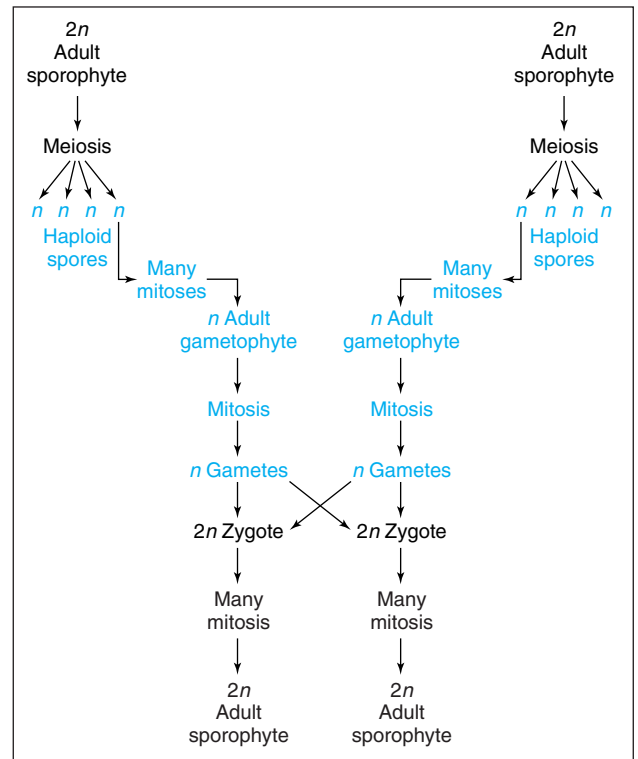 2n
Adult
sporophyte
2n
Adult
sporophyte
Meiosis
Meiosis
n n n n
n n n n
Haploid
spores
Haploid
spores
Many
mitoses
Many
mitoses
n Adult
gametophyte
n Adult
gametophyte
Mitosis
Mitosis
n Gametes
n Gametes
2n Zygote
2n Zygote
Many
mitosis
Many
mitosis
2n
Adult
sporophyte
2n
Adult
sporophyte